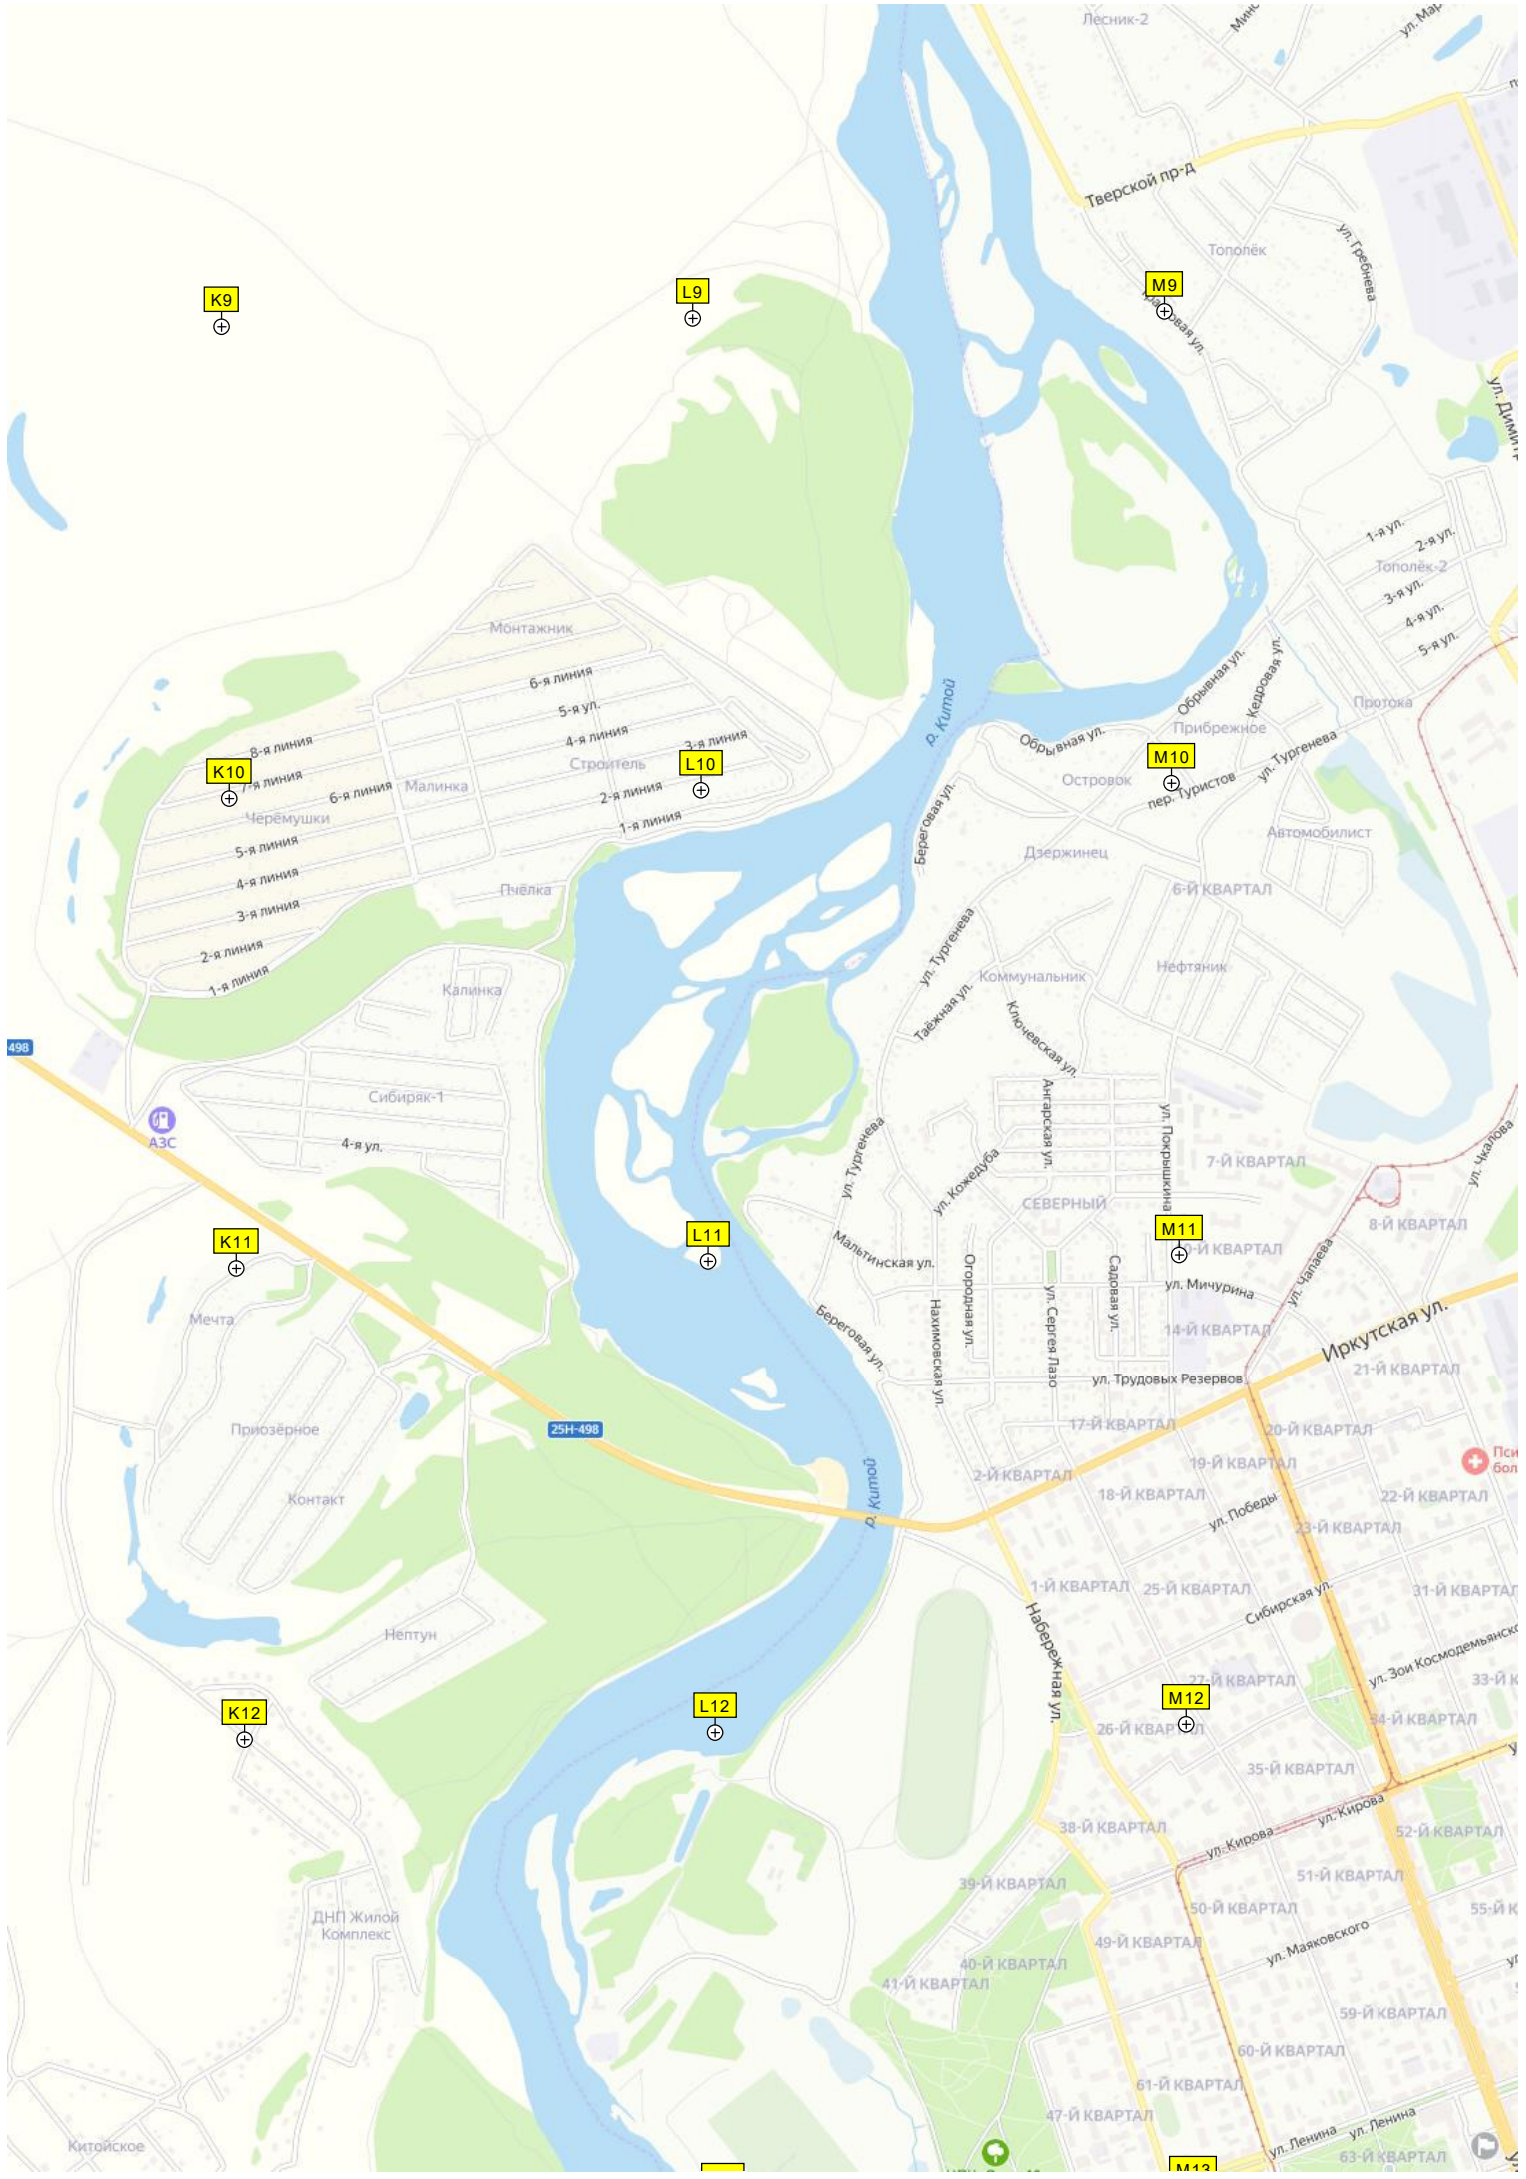 Лесник-2
Тверской пр-д
Тополёк
ул. Гребнева
K9
L9
M9
1-я ул.
2-я ул.
Тополёк-2
3-я ул.
4-я ул.
5-я ул.
Монтажник
6-я линия
5-я ул.
4-я линия
3-я линия
Строитель
2-я линия
1-я линия
8-я линия
7-я линия
K10
L10
M10
6-я линия
Малинка
Черёмушки
5-я линия
4-я линия
3-я линия
2-я линия
1-я линия
Пчёлка
р. Китой
Обрывная ул.
Обрывная ул.
Кедровая ул.
Прибрежное
Протока
Островок
пер. Туристов
ул. Тургенева
Береговая ул.
Дзержинец
Автомобилист
6-Й КВАРТАЛ
ул. Тургенева
Коммунальник
Нефтяник
Таёжная ул.
Ключевская ул.
Калинка
498
Сибиряк-1
АЗС
4-я ул.
Ангарская ул.
ул. Покрышкина
ул. Тургенева
ул. Кожедуба
7-Й КВАРТАЛ
ул. Чкалова
СЕВЕРНЫЙ
8-Й КВАРТАЛ
K11
L11
M11
Мальтинская ул.
Огородная ул.
Садовая ул.
ул. Мичурина
ул. Чапаева
ул. Сергея Лазо
Нахимовская ул.
Береговая ул.
Мечта
14-Й КВАРТАЛ
Иркутская ул.
21-Й КВАРТАЛ
ул. Трудовых Резервов
Приозёрное
25Н-498
17-Й КВАРТАЛ
20-Й КВАРТАЛ
19-Й КВАРТАЛ
2-Й КВАРТАЛ
р. Китой
18-Й КВАРТАЛ
22-Й КВАРТАЛ
Контакт
ул. Победы
23-Й КВАРТАЛ
1-Й КВАРТАЛ
25-Й КВАРТАЛ
31-Й КВАРТАЛ
Сибирская ул.
Набережная ул.
Нептун
27-Й КВАРТАЛ
K12
L12
M12
26-Й КВАРТАЛ
34-Й КВАРТАЛ
35-Й КВАРТАЛ
ул. Кирова
ул. Кирова
38-Й КВАРТАЛ
52-Й КВАРТАЛ
39-Й КВАРТАЛ
51-Й КВАРТАЛ
50-Й КВАРТАЛ
ДНП Жилой
Комплекс
49-Й КВАРТАЛ
ул. Маяковского
40-Й КВАРТАЛ
41-Й КВАРТАЛ
59-Й КВАРТАЛ
60-Й КВАРТАЛ
61-Й КВАРТАЛ
47-Й КВАРТАЛ
ул. Ленина
ул. Ленина
Китойское
63-Й КВАРТАЛ
M13